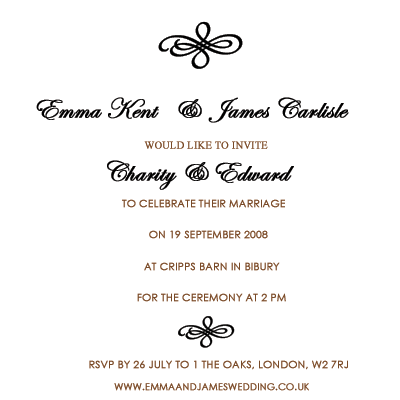 Emma Kent & James Carlisle
WOULD LIKE TO INVITE
Charity & Edward
TO CELEBRATE THEIR MARRIAGE
ON 19 SEPTEMBER 2008
AT CRIPPS BARN IN BIBURY
FOR THE CEREMONY AT 2 PM
RSVP BY 26 JULY TO 1 THE OAKS, LONDON, W2 7RJ
WWW.EMMAANDJAMESWEDDING.CO.UK